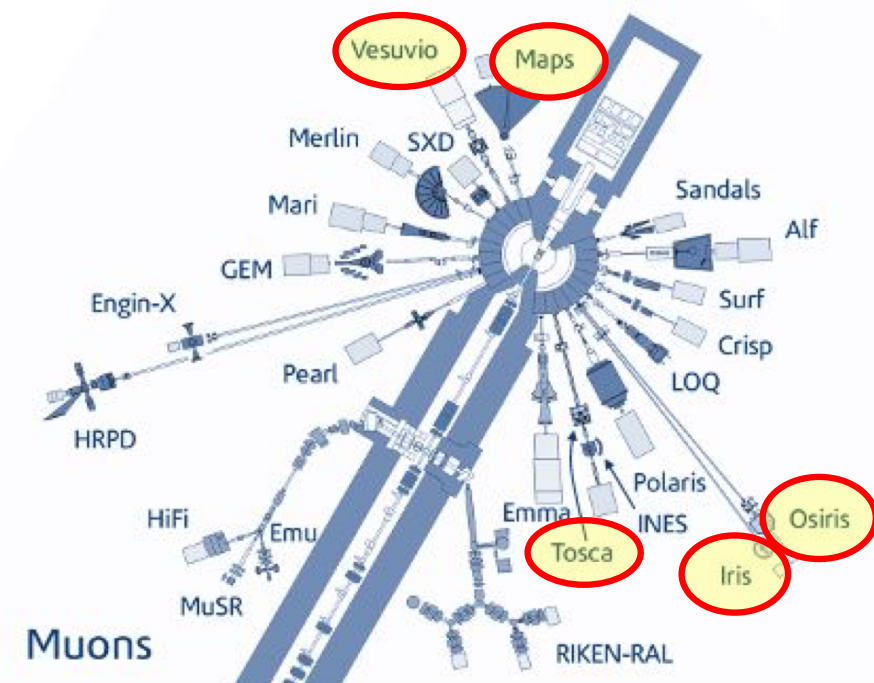 Vesuvio
Maps
Merlin
SXD
Sandals
Mari
Alf
GEM
Engin-X
Surf
Crisp
Pearl
LOQ
HRPD
Polaris
HiFi
Emu
Emma
INES
Osiris
Tosca
Iris
MuSR
Muons
RIKEN-RAL